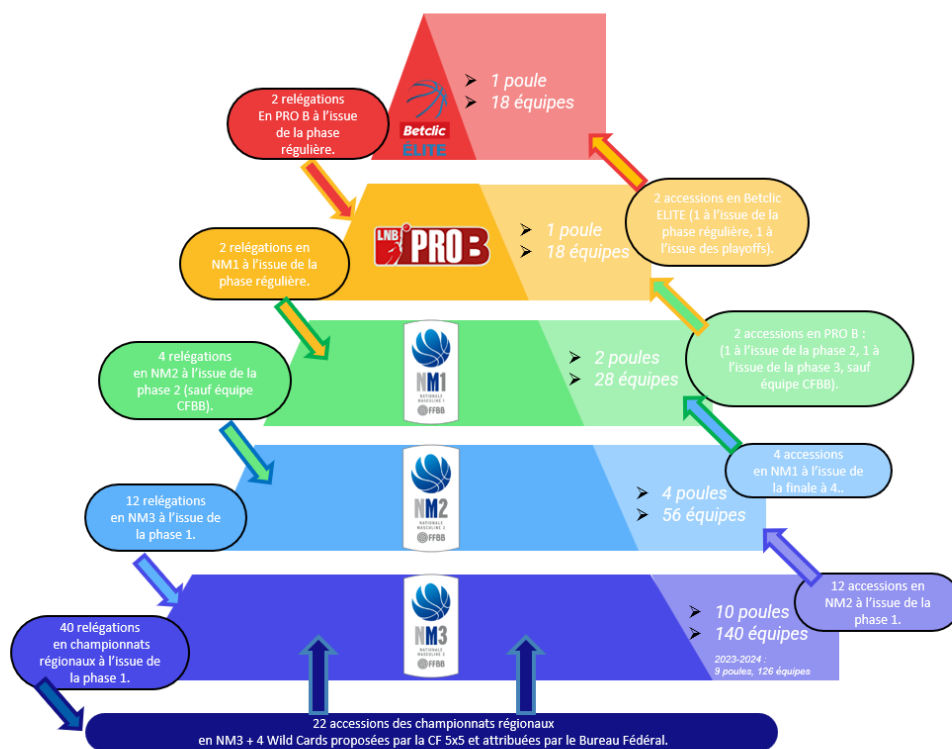 ➢ 1 poule
➢ 18 équipes
Betclic
ÉLITE
2 relégations
En PRO B à l'issue
de la phase
régulière.
2 accessions en Betclic
ELITE (1 à l'issue de la
phase régulière, 1 à
l'issue des playoffs).
LNB PROB
➢ 1 poule
➢ 18 équipes
2 relégations en
NM1 à l'issue de la
phase régulière.
2 accessions en PRO B :
(1 à l'issue de la phase 2, 1 à
l'issue de la phase 3, sauf
équipe CFBB).
NM1
NATIONALE
MASCULINE 1
FFBB
➢ 2 poules
➢ 28 équipes
4 relégations
en NM2 à l'issue de la
phase 2 (sauf équipe
CFBB).
4 accessions
en NM1 à l'issue de
la finale à 4..
NM2
NATIONALE
MASCULINE 2
FFBB
➢ 4 poules
➢ 56 équipes
12 relégations
en NM3 à l'issue de
la phase 1.
12 accessions en
NM2 à l'issue de la
phase 1.
NM3
NATIONALE
FFBB
➢ 10 poules
➢ 140 équipes
2023-2024 :
9 poules, 126 équipes
40 relégations
en championnats
régionaux à l'issue de
la phase 1.
22 accessions des championnats régionaux
en NM3 + 4 Wild Cards proposées par la CF 5x5 et attribuées par le Bureau Fédéral.